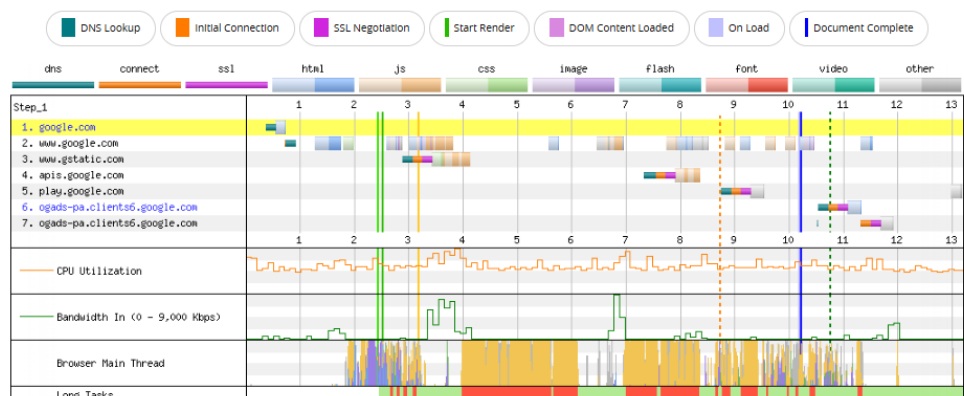 DNS Lookup Initial Connection SSL Negotiation Start Render DOM Content Loaded On Load Document Complete
dns connect ssl html js css image flash font video other
Step_1 1 2 3 4 5 6 7 8 9 10 11 12 13
1. google.com
2. www.google.com
3. www.gstatic.com
4. apis.google.com
5. play.google.com
6. ogads-pa.clients6.google.com
7. ogads-pa.clients6.google.com
1 2 3 4 5 6 7 8 9 10 11 12 13
CPU Utilization
Bandwidth In (0 - 9,000 Kbps)
Browser Main Thread
Long Tasks